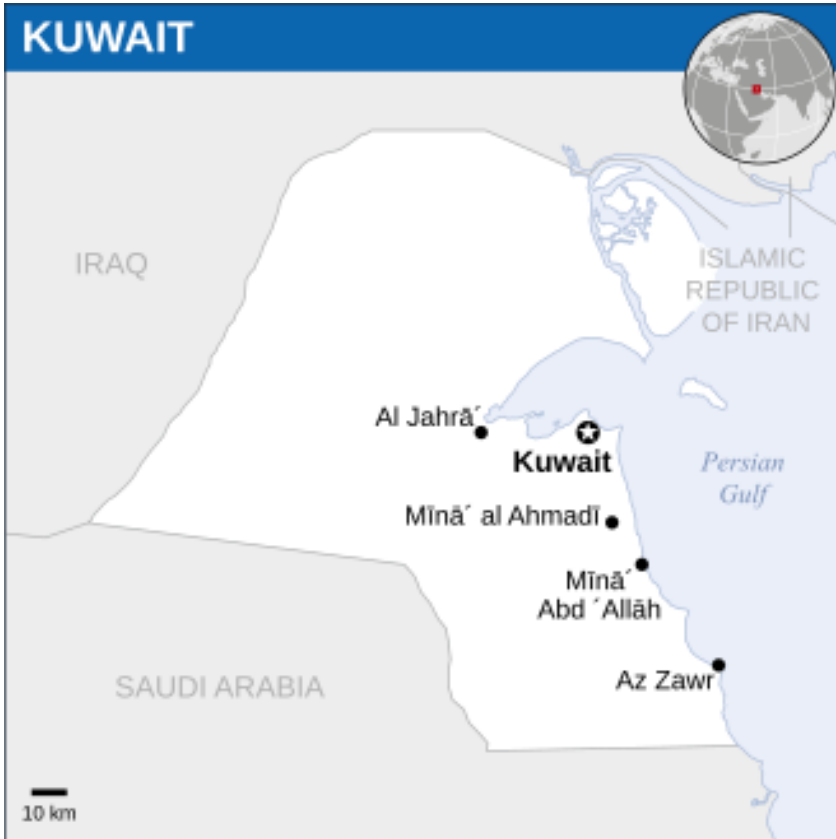 KUWAIT
IRAQ
ISLAMIC
REPUBLIC
OF IRAN
Al Jahrā´
Kuwait
Persian
Gulf
Mīnā´ al Ahmadī
Mīnā´
Abd ´Allāh
Az Zawr
SAUDI ARABIA
10 km